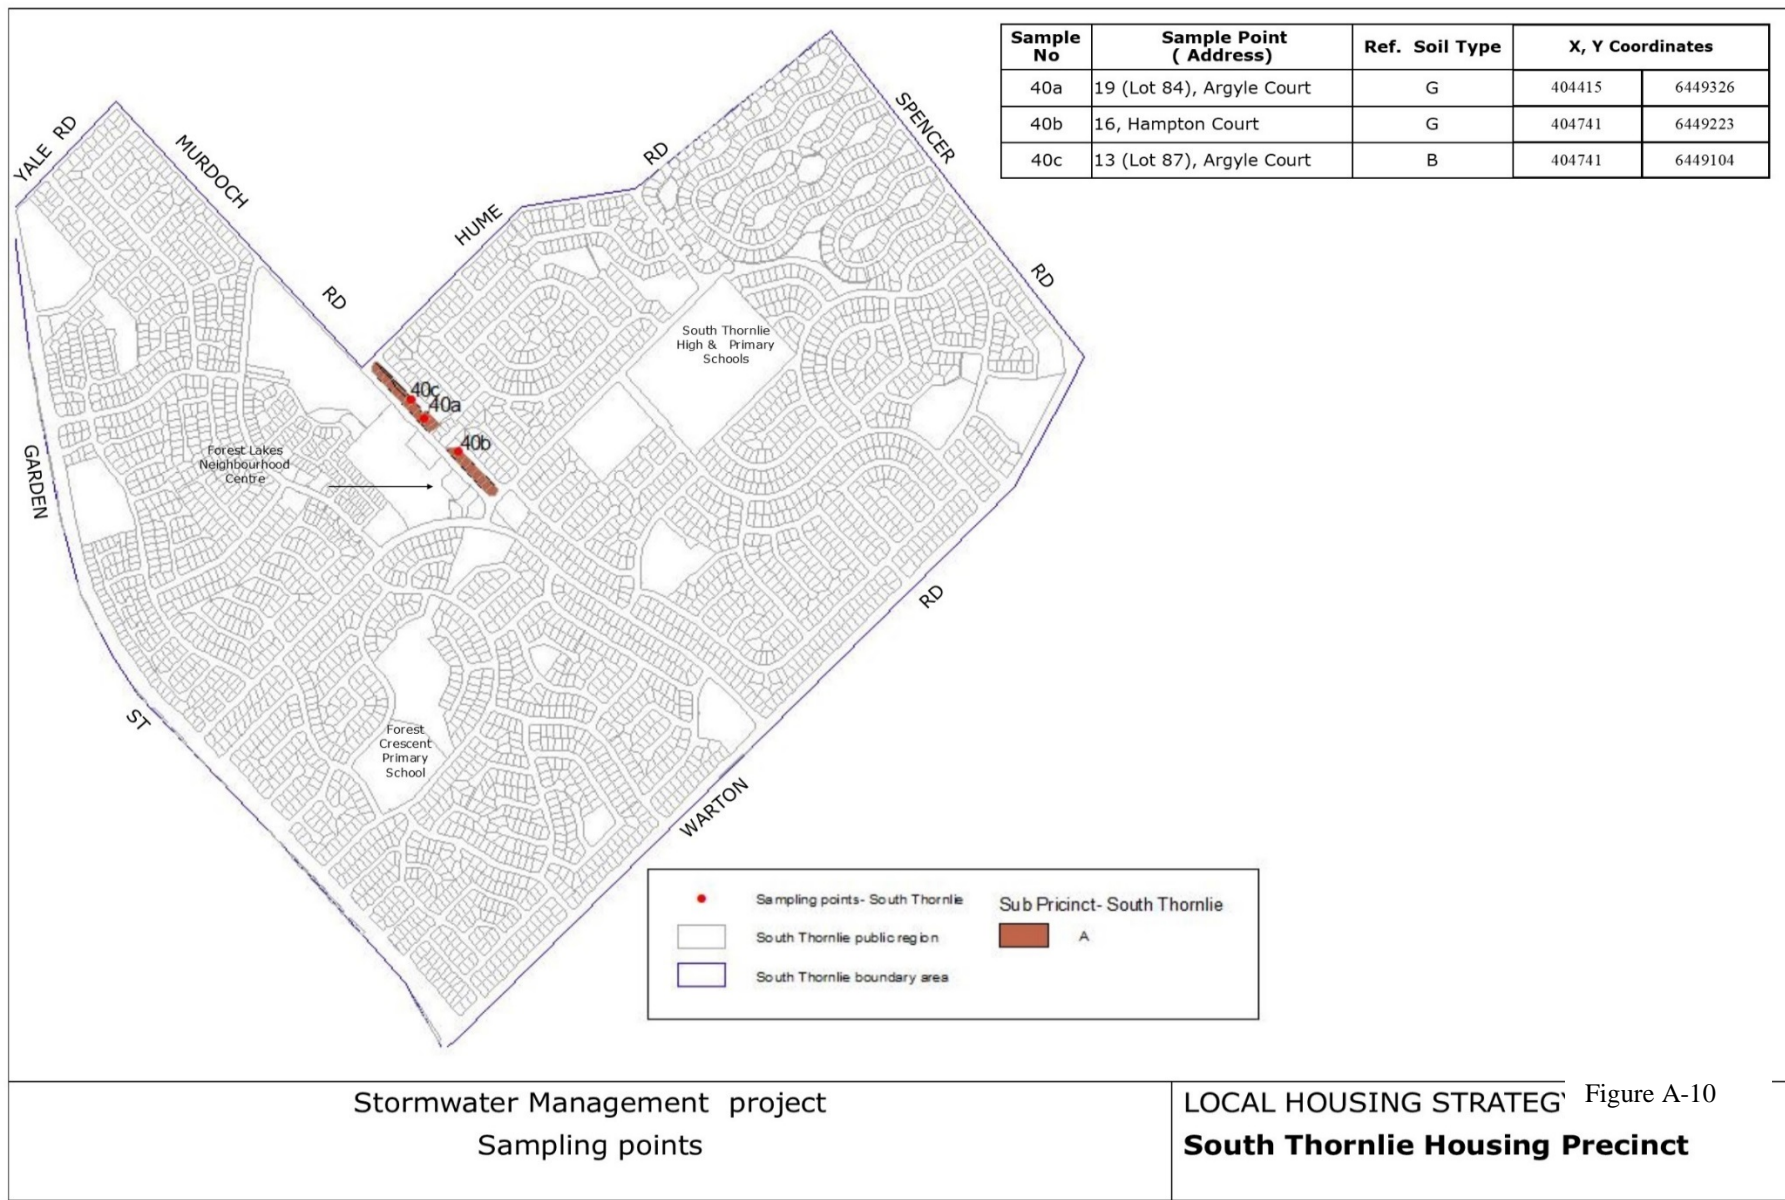 Sample No | Sample Point ( Address) | Ref. Soil Type | X, Y Coordinates
40a | 19 (Lot 84), Argyle Court | G | 404415 | 6449326
40b | 16, Hampton Court | G | 404741 | 6449223
40c | 13 (Lot 87), Argyle Court | B | 404741 | 6449104
YALE RD
MURDOCH
RD
HUME
RD
SPENCER
RD
South Thornlie
High & Primary
Schools
40c
40a
40b
Forest Lakes
Neighbourhood
Centre
GARDEN
ST
Forest
Crescent
Primary
School
WARTON
RD
Sampling points- South Thornlie
South Thornlie public region
South Thornlie boundary area
Sub Pricinct- South Thornlie
A
Stormwater Management project
Sampling points
LOCAL HOUSING STRATEGY
Figure A-10
South Thornlie Housing Precinct